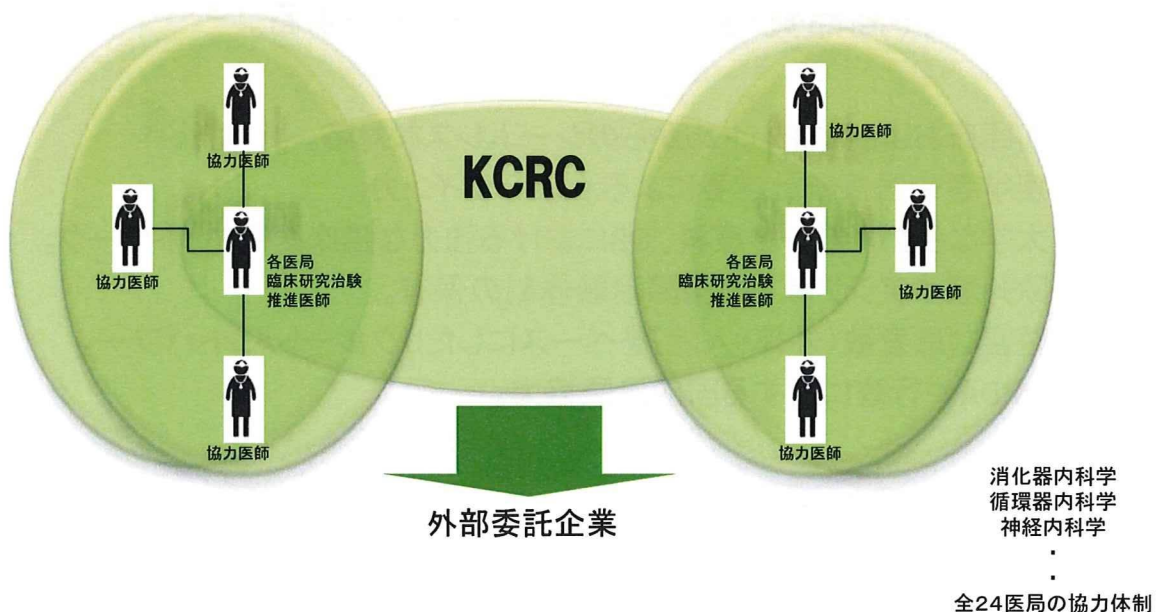 協力医師
協力医師
各医局
臨床研究治験
推進医師
協力医師
KCRC
協力医師
各医局
臨床研究治験
推進医師
協力医師
協力医師
外部委託企業
消化器内科学
循環器内科学
神経内科学
・
・
全24医局の協力体制